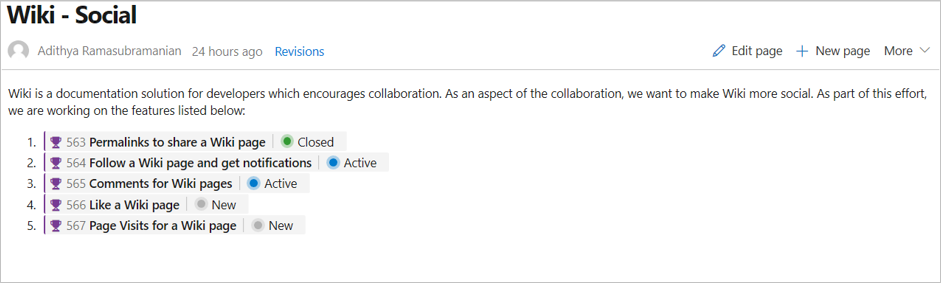 Wiki - Social
Adithya Ramasubramanian 24 hours ago Revisions Edit page New page More
Wiki is a documentation solution for developers which encourages collaboration. As an aspect of the collaboration, we want to make Wiki more social. As part of this effort,
we are working on the features listed below:
1. 563 Permalinks to share a Wiki page Closed
2. 564 Follow a Wiki page and get notifications Active
3. 565 Comments for Wiki pages Active
4. 566 Like a Wiki page New
5. 567 Page Visits for a Wiki page New